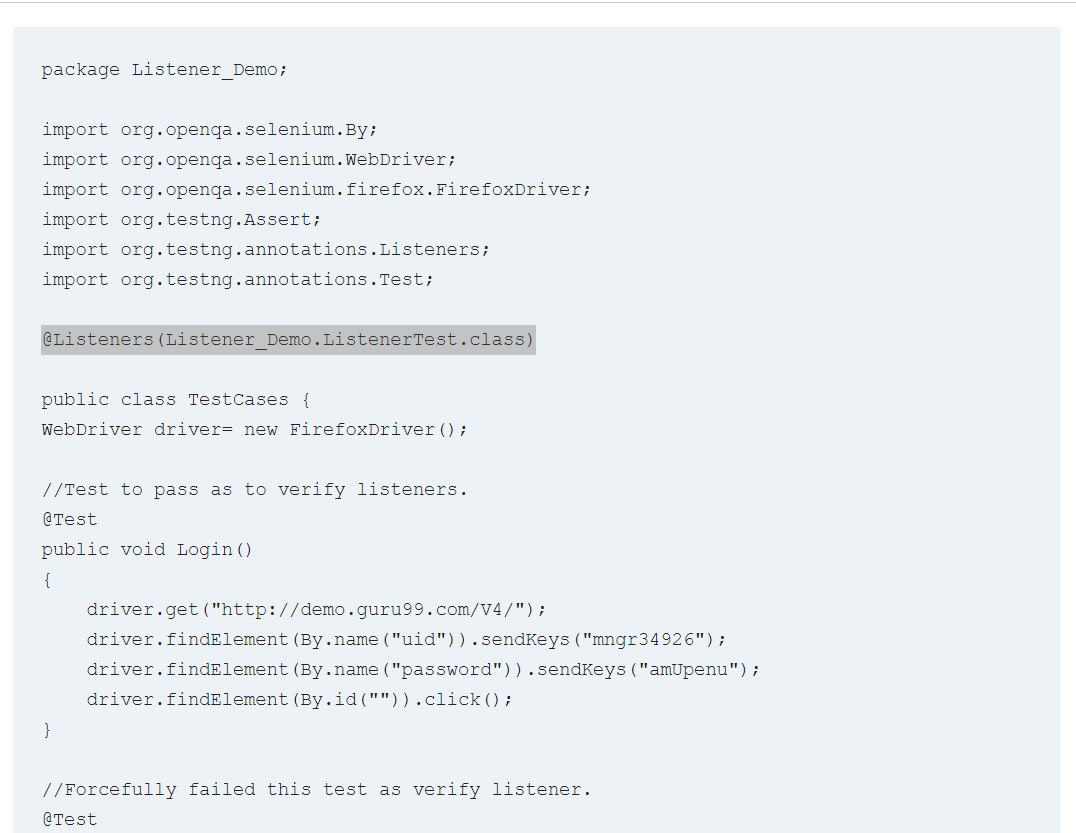 package Listener_Demo;
import org.openqa.selenium.By;
import org.openqa.selenium.WebDriver;
import org.openqa.selenium.firefox.FirefoxDriver;
import org.testng.Assert;
import org.testng.annotations.Listeners;
import org.testng.annotations.Test;
@Listeners(Listener_Demo.ListenerTest.class)
public class TestCases {
WebDriver driver= new FirefoxDriver();
//Test to pass as to verify listeners.
@Test
public void Login()
{
    driver.get("http://demo.guru99.com/V4/");
    driver.findElement(By.name("uid")).sendKeys("mngr34926");
    driver.findElement(By.name("password")).sendKeys("amUpenu");
    driver.findElement(By.id("")).click();
}
//Forcefully failed this test as verify listener.
@Test